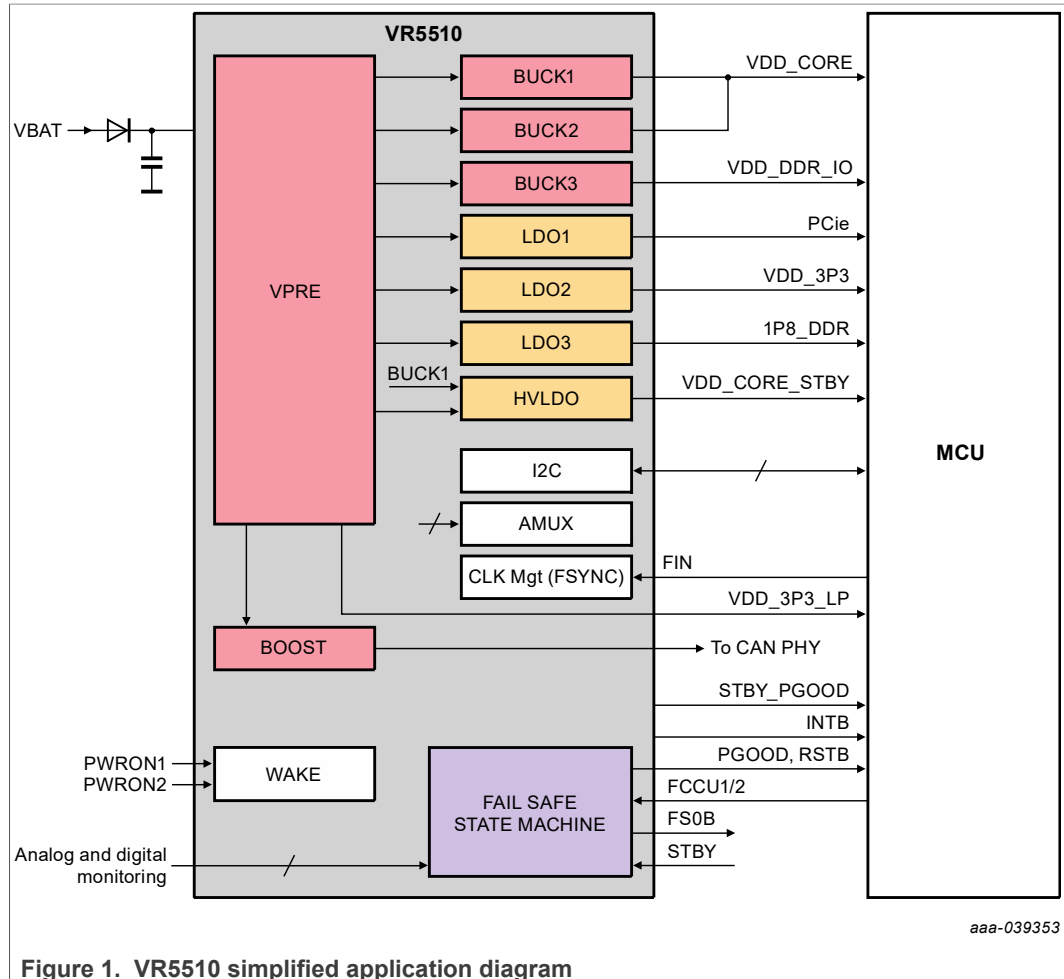 VR5510
BUCK1
VDD_CORE
VBAT
BUCK2
BUCK3
VDD_DDR_IO
LDO1
PCie
VPRE
LDO2
VDD_3P3
LDO3
1P8_DDR
BUCK1
HVLDO
VDD_CORE_STBY
MCU
I2C
AMUX
CLK Mgt (FSYNC)
FIN
VDD_3P3_LP
BOOST
To CAN PHY
STBY_PGOOD
INTB
PWRON1
PWRON2
WAKE
PGOOD, RSTB
FAIL SAFE
STATE MACHINE
FCCU1/2
FS0B
STBY
Analog and digital
monitoring
aaa-039353
Figure 1. VR5510 simplified application diagram